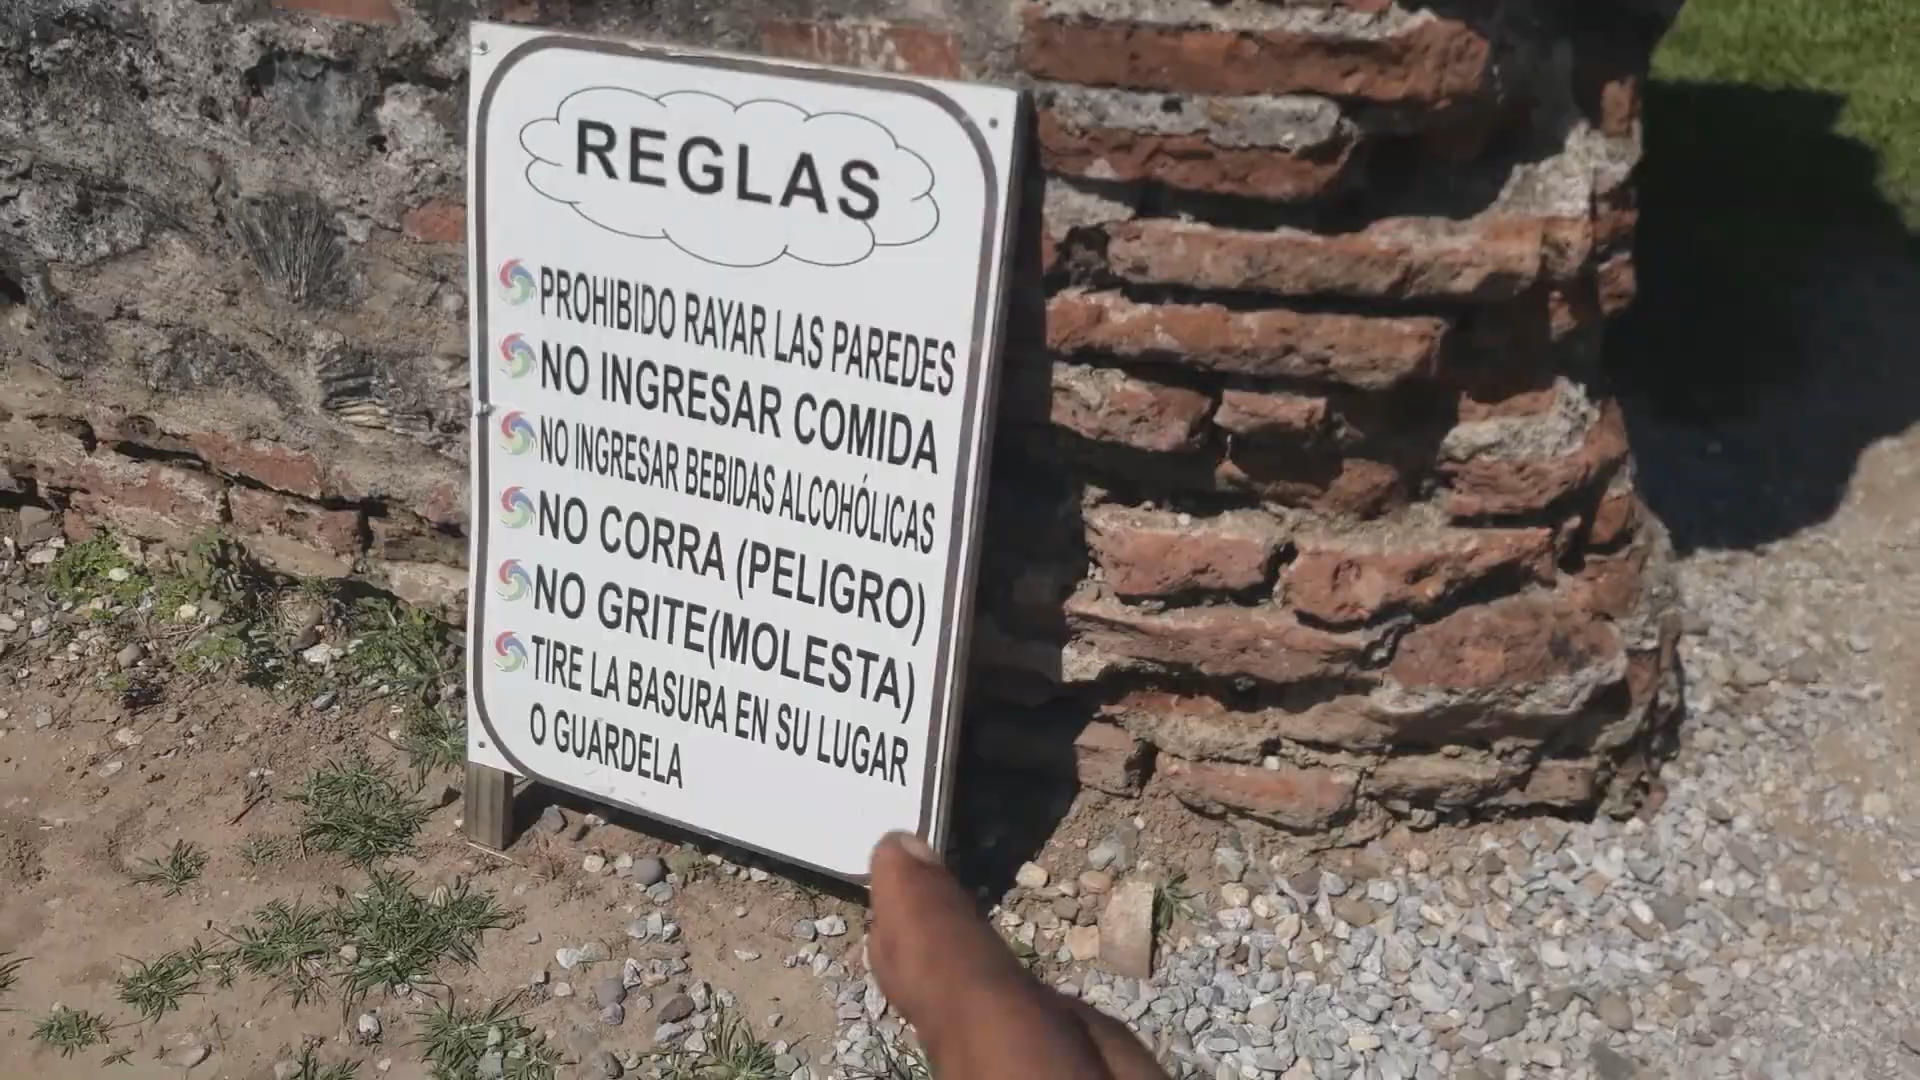 REGLAS
PROHIBIDO RAYAR LAS PAREDES
NO INGRESAR COMIDA
NO INGRESAR BEBIDAS ALCOHÓLICAS
NO CORRA (PELIGRO)
NO GRITE(MOLESTA)
TIRE LA BASURA EN SU LUGAR
O GUARDELA